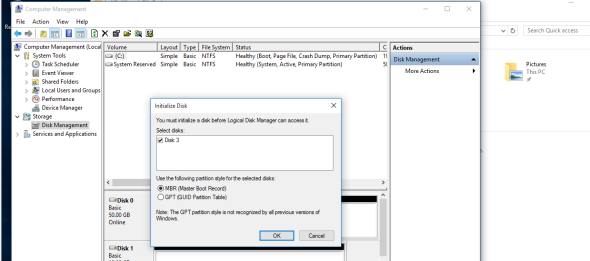 Computer Management
File Action View Help
Computer Management (Local
System Tools
Task Scheduler
Event Viewer
Shared Folders
Local Users and Groups
Performance
Device Manager
Storage
Disk Management
Services and Applications
Volume Layout Type File System Status C
(C:) Simple Basic NTFS Healthy (Boot, Page File, Crash Dump, Primary Partition)
System Reserved Simple Basic NTFS Healthy (System, Active, Primary Partition)
Actions
Disk Management
More Actions
Search Quick access
Pictures
This PC
Initialize Disk
You must initialize a disk before Logical Disk Manager can access it.
Select disks:
Disk 3
Use the following partition style for the selected disks:
MBR (Master Boot Record)
GPT (GUID Partition Table)
Note: The GPT partition style is not recognized by all previous versions of
Windows.
OK Cancel
Disk 0
Basic
50.00 GB
Online
Disk 1
Basic